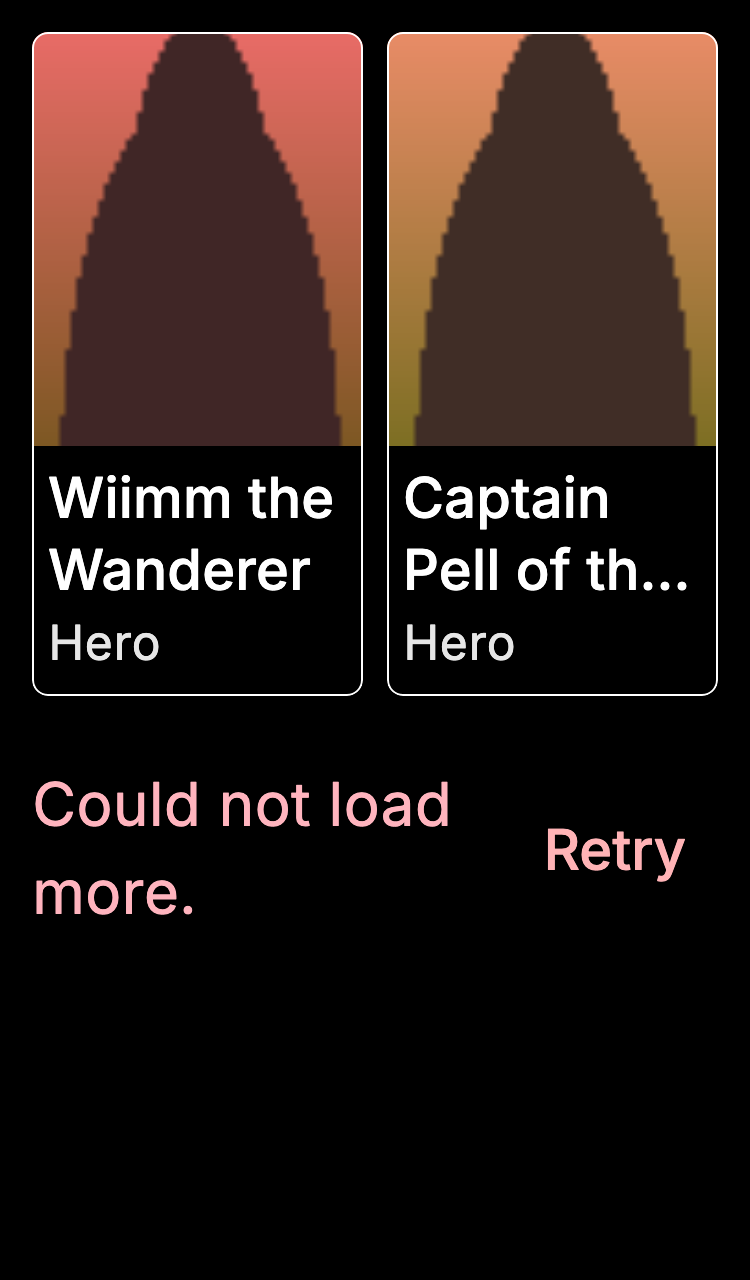 Wiimm the
Wanderer
Hero
Captain
Pell of th...
Hero
Could not load
more.
Retry